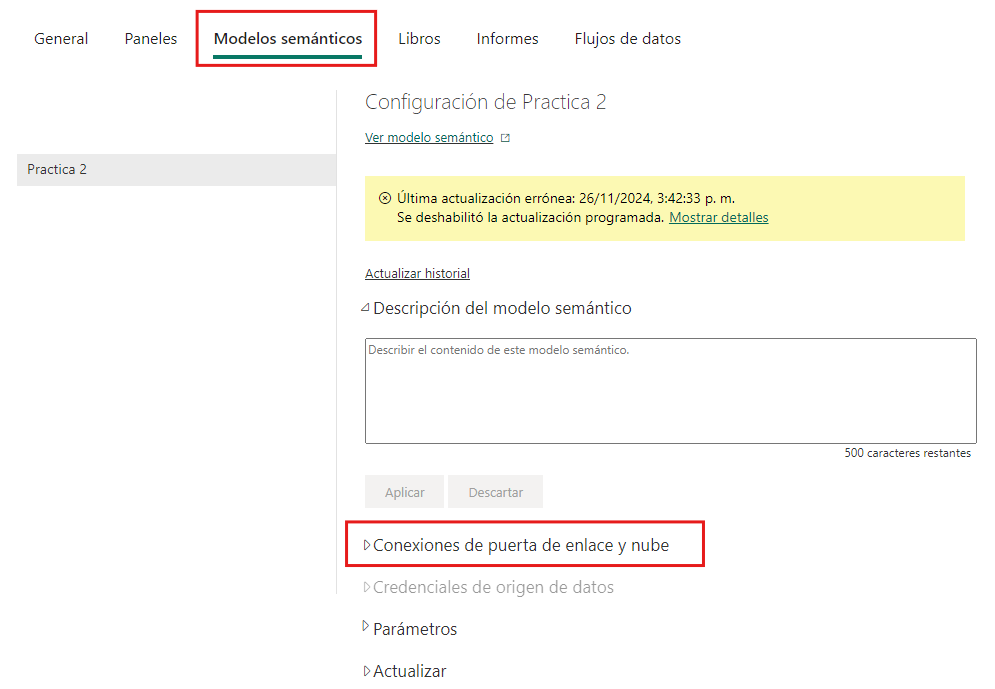 General Paneles Modelos semánticos Libros Informes Flujos de datos
Configuración de Practica 2
Ver modelo semántico
Practica 2
Última actualización errónea: 26/11/2024, 3:42:33 p. m.
Se deshabilitó la actualización programada. Mostrar detalles
Actualizar historial
Descripción del modelo semántico
Describir el contenido de este modelo semántico.
500 caracteres restantes
Aplicar Descartar
Conexiones de puerta de enlace y nube
Credenciales de origen de datos
Parámetros
Actualizar